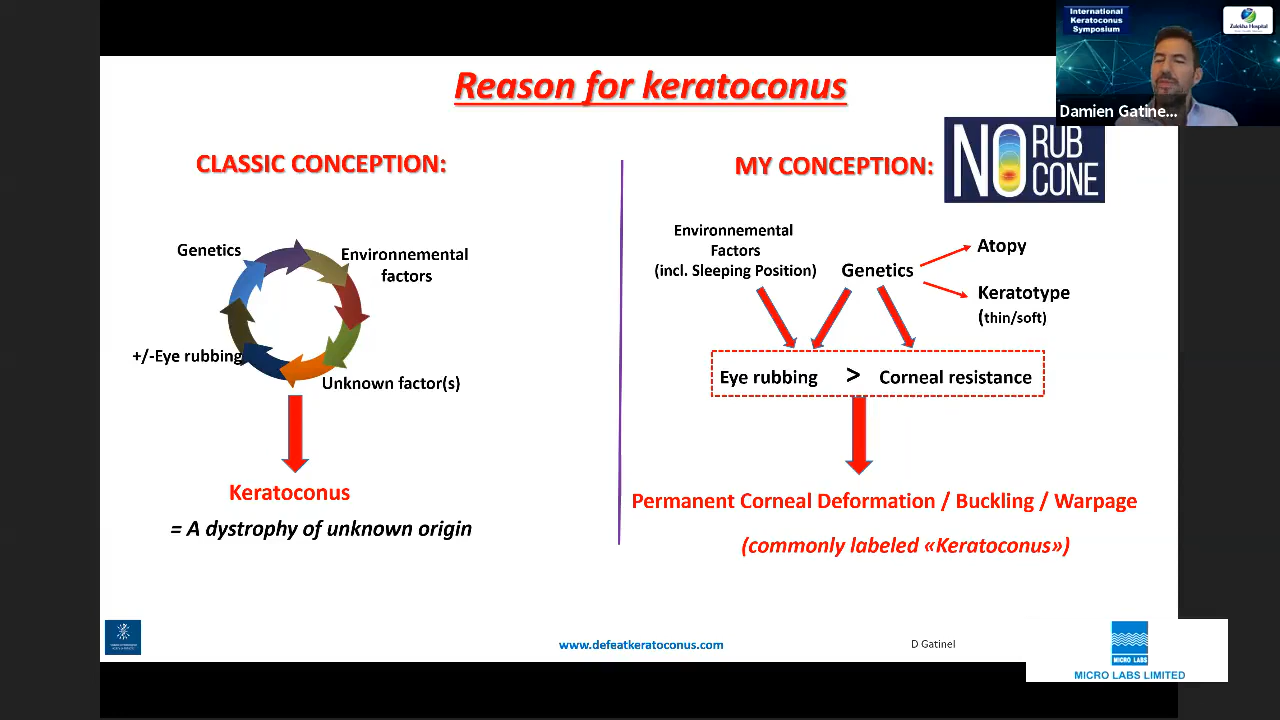 International
Keratoconus
Symposium
Zulekha Hospital
Damien Gatine...
Reason for keratoconus
CLASSIC CONCEPTION:
Genetics
Environnemental
factors
+/-Eye rubbing
Unknown factor(s)
Keratoconus
= A dystrophy of unknown origin
MY CONCEPTION:
NO RUB
CONE
Environnemental
Factors
(incl. Sleeping Position)
Genetics
Atopy
Keratotype
(thin/soft)
Eye rubbing > Corneal resistance
Permanent Corneal Deformation / Buckling / Warpage
(commonly labeled «Keratoconus»)
www.defeatkeratoconus.com
D Gatinel
MICRO LABS
MICRO LABS LIMITED